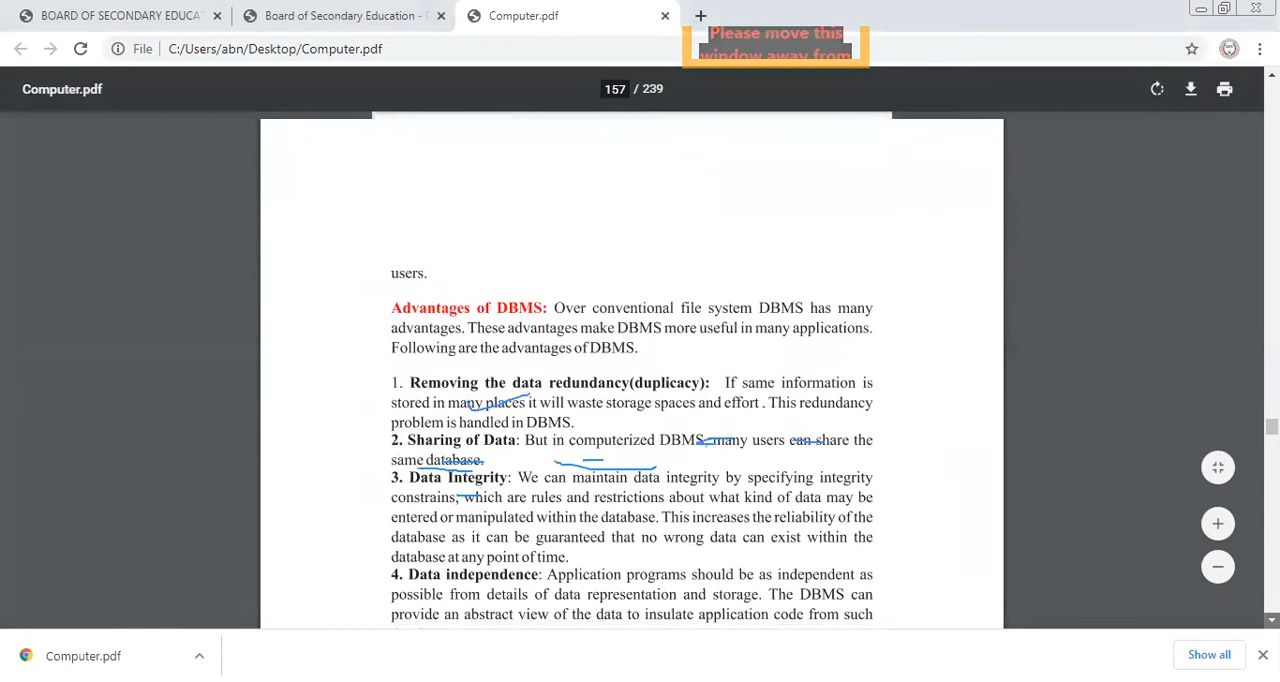 BOARD OF SECONDARY EDUCAT
Board of Secondary Education -
Computer.pdf
Please move this
window away from
File C:/Users/abn/Desktop/Computer.pdf
Computer.pdf
157 / 239
users.
Advantages of DBMS: Over conventional file system DBMS has many
advantages. These advantages make DBMS more useful in many applications.
Following are the advantages of DBMS.
1. Removing the data redundancy(duplicacy): If same information is
stored in many places it will waste storage spaces and effort . This redundancy
problem is handled in DBMS.
2. Sharing of Data: But in computerized DBMS, many users can share the
same database.
3. Data Integrity: We can maintain data integrity by specifying integrity
constrains, which are rules and restrictions about what kind of data may be
entered or manipulated within the database. This increases the reliability of the
database as it can be guaranteed that no wrong data can exist within the
database at any point of time.
4. Data independence: Application programs should be as independent as
possible from details of data representation and storage. The DBMS can
provide an abstract view of the data to insulate application code from such
Computer.pdf
Show all